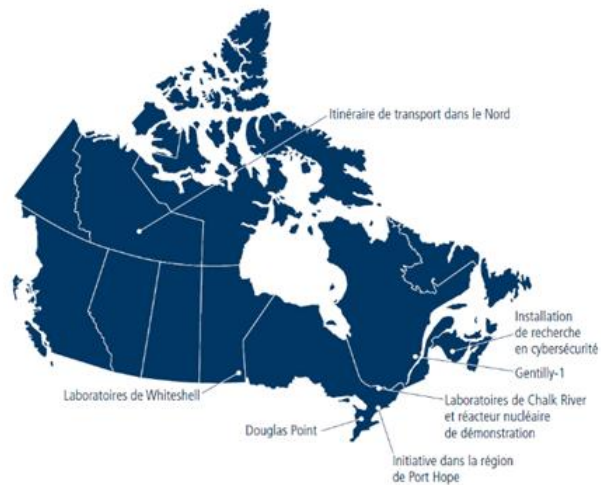 Itinéraire de transport dans le Nord
Installation
de recherche
en cybersécurité
Gentilly-1
Laboratoires de Whiteshell
Laboratoires de Chalk River
et réacteur nucléaire
de démonstration
Douglas Point
Initiative dans la région
de Port Hope